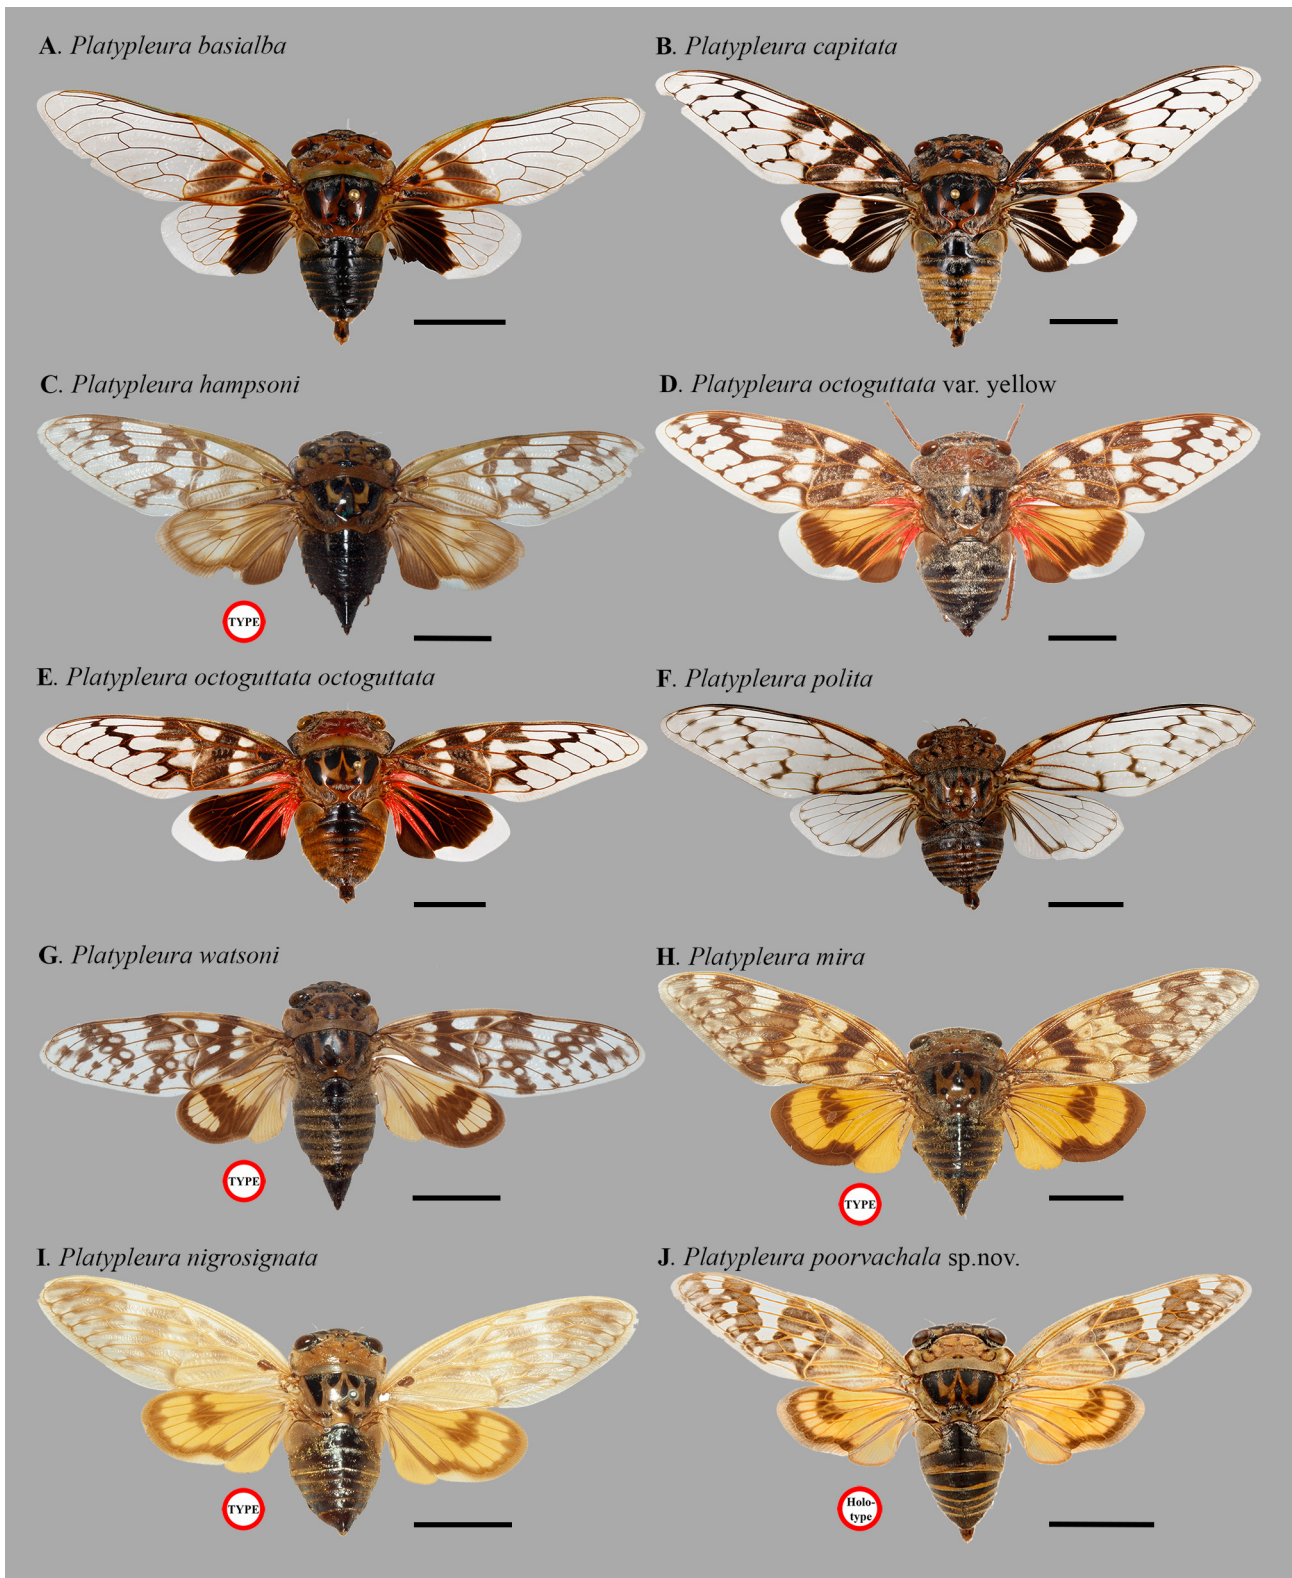 A. Platypleura basialba
B. Platypleura capitata
C. Platypleura hampsoni
D. Platypleura octoguttata var. yellow
TYPE
E. Platypleura octoguttata octoguttata
F. Platypleura polita
G. Platypleura watsoni
H. Platypleura mira
TYPE
TYPE
I. Platypleura nigrosignata
J. Platypleura poorvachala sp.nov.
TYPE
Holo-
type